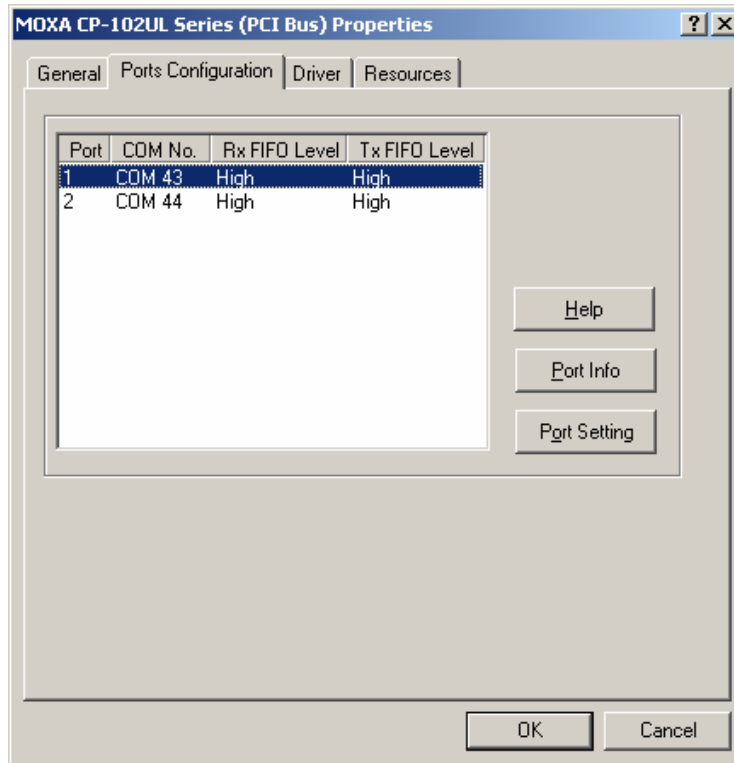 MOXA CP-102UL Series (PCI Bus) Properties ? ×
General Ports Configuration Driver Resources
Port COM No. Rx FIFO Level Tx FIFO Level
1 COM 43 High High
2 COM 44 High High
Help
Port Info
Port Setting
OK Cancel